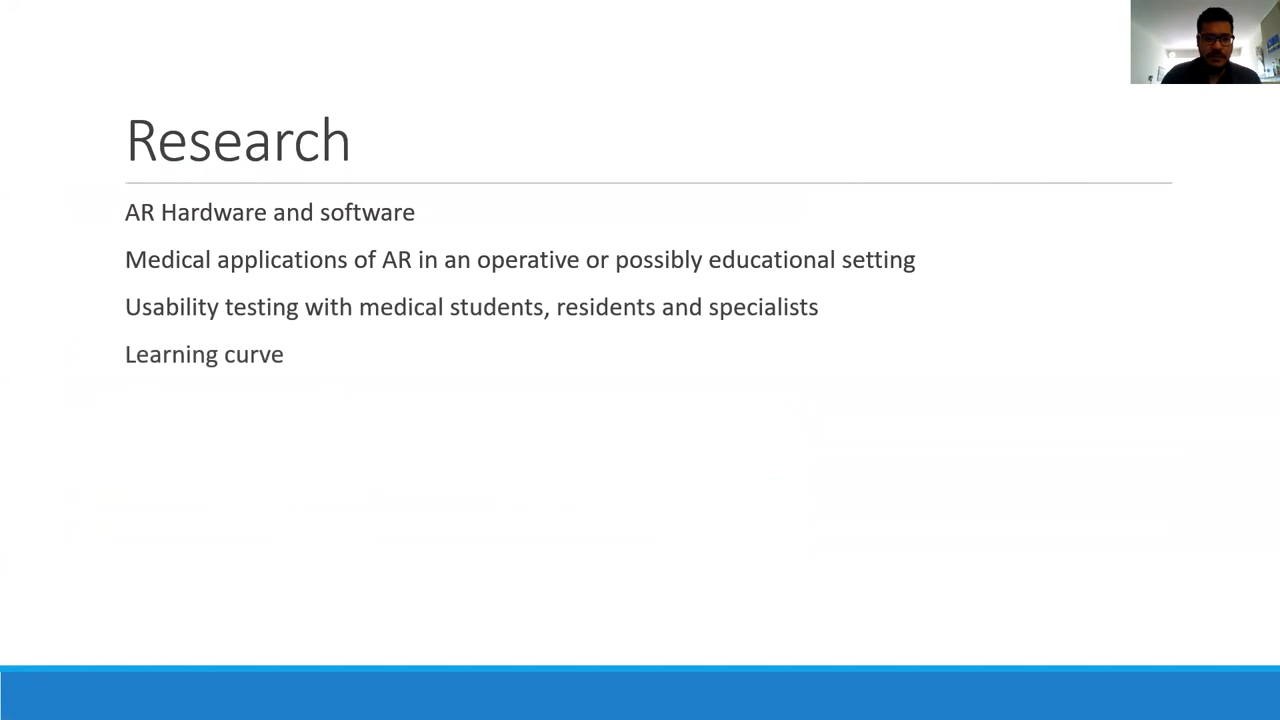 Research
AR Hardware and software
Medical applications of AR in an operative or possibly educational setting
Usability testing with medical students, residents and specialists
Learning curve